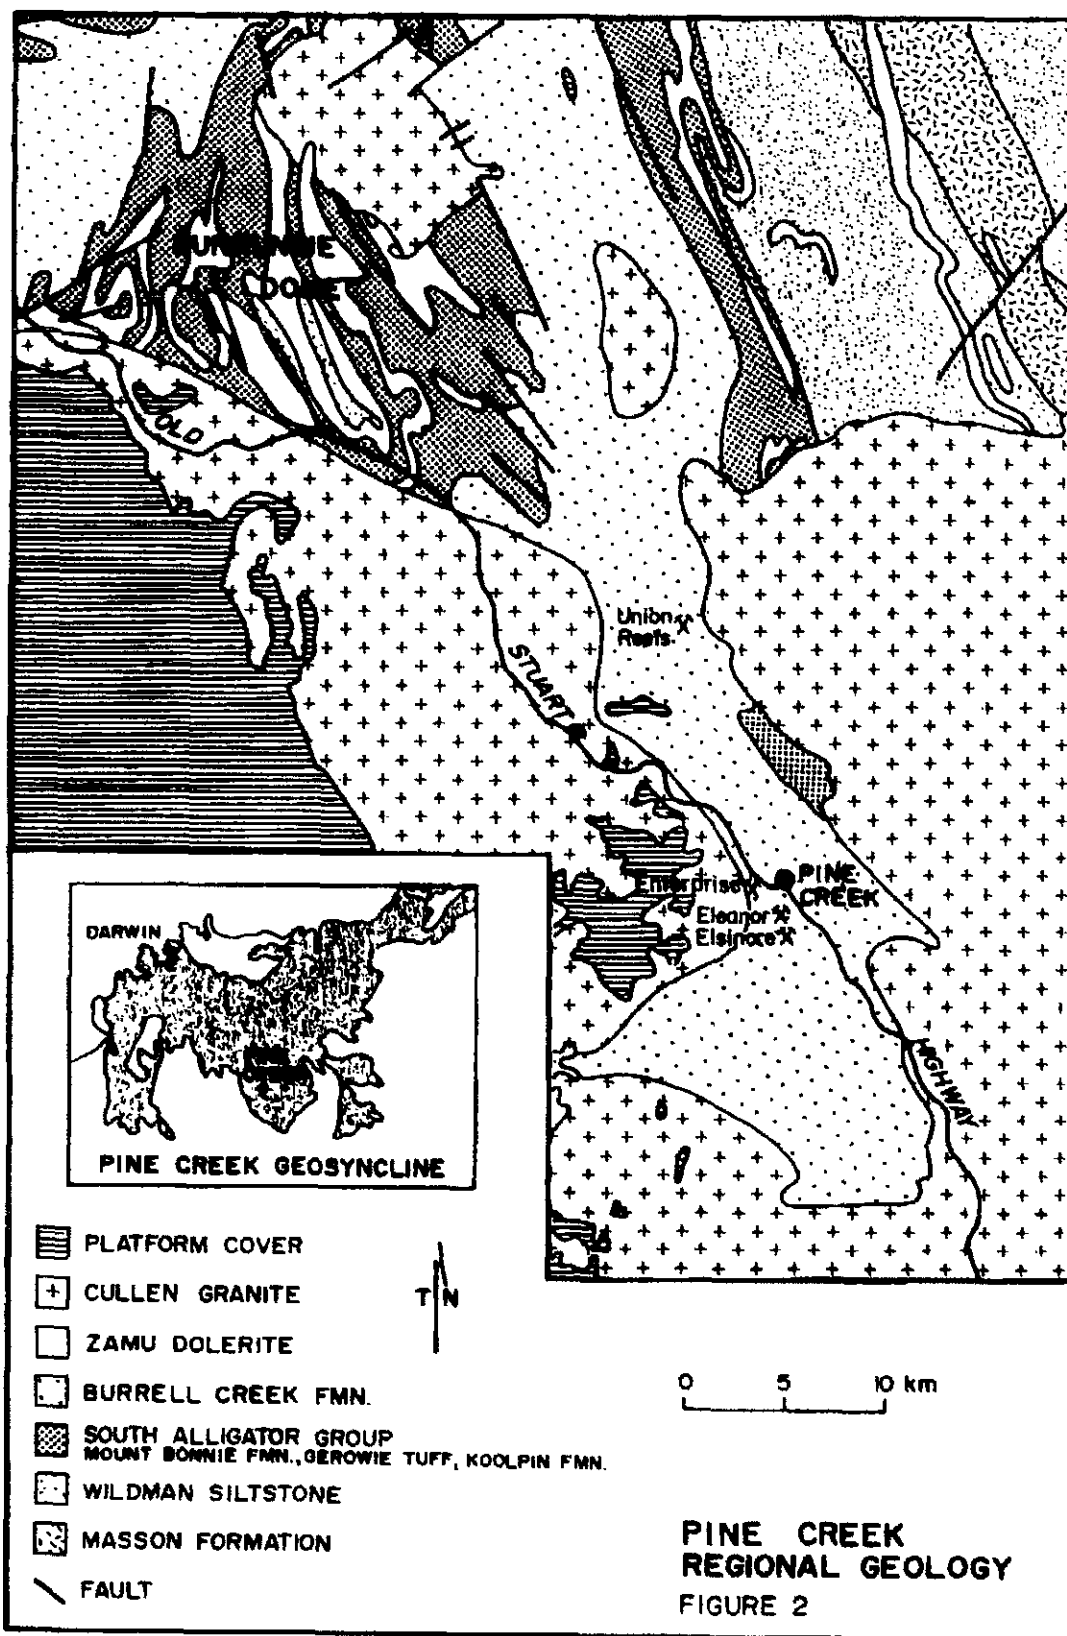 DOME
OLD
Union
Reefs
STUART
PINE
CREEK
Enterprise
Eleanor
Elsinore
HIGHWAY
DARWIN
PINE CREEK GEOSYNCLINE
PLATFORM COVER
CULLEN GRANITE
T N
ZAMU DOLERITE
BURRELL CREEK FMN.
SOUTH ALLIGATOR GROUP
MOUNT BONNIE FMN., GEROWIE TUFF, KOOLPIN FMN.
WILDMAN SILTSTONE
MASSON FORMATION
FAULT
0 5 10 km
PINE CREEK
REGIONAL GEOLOGY
FIGURE 2